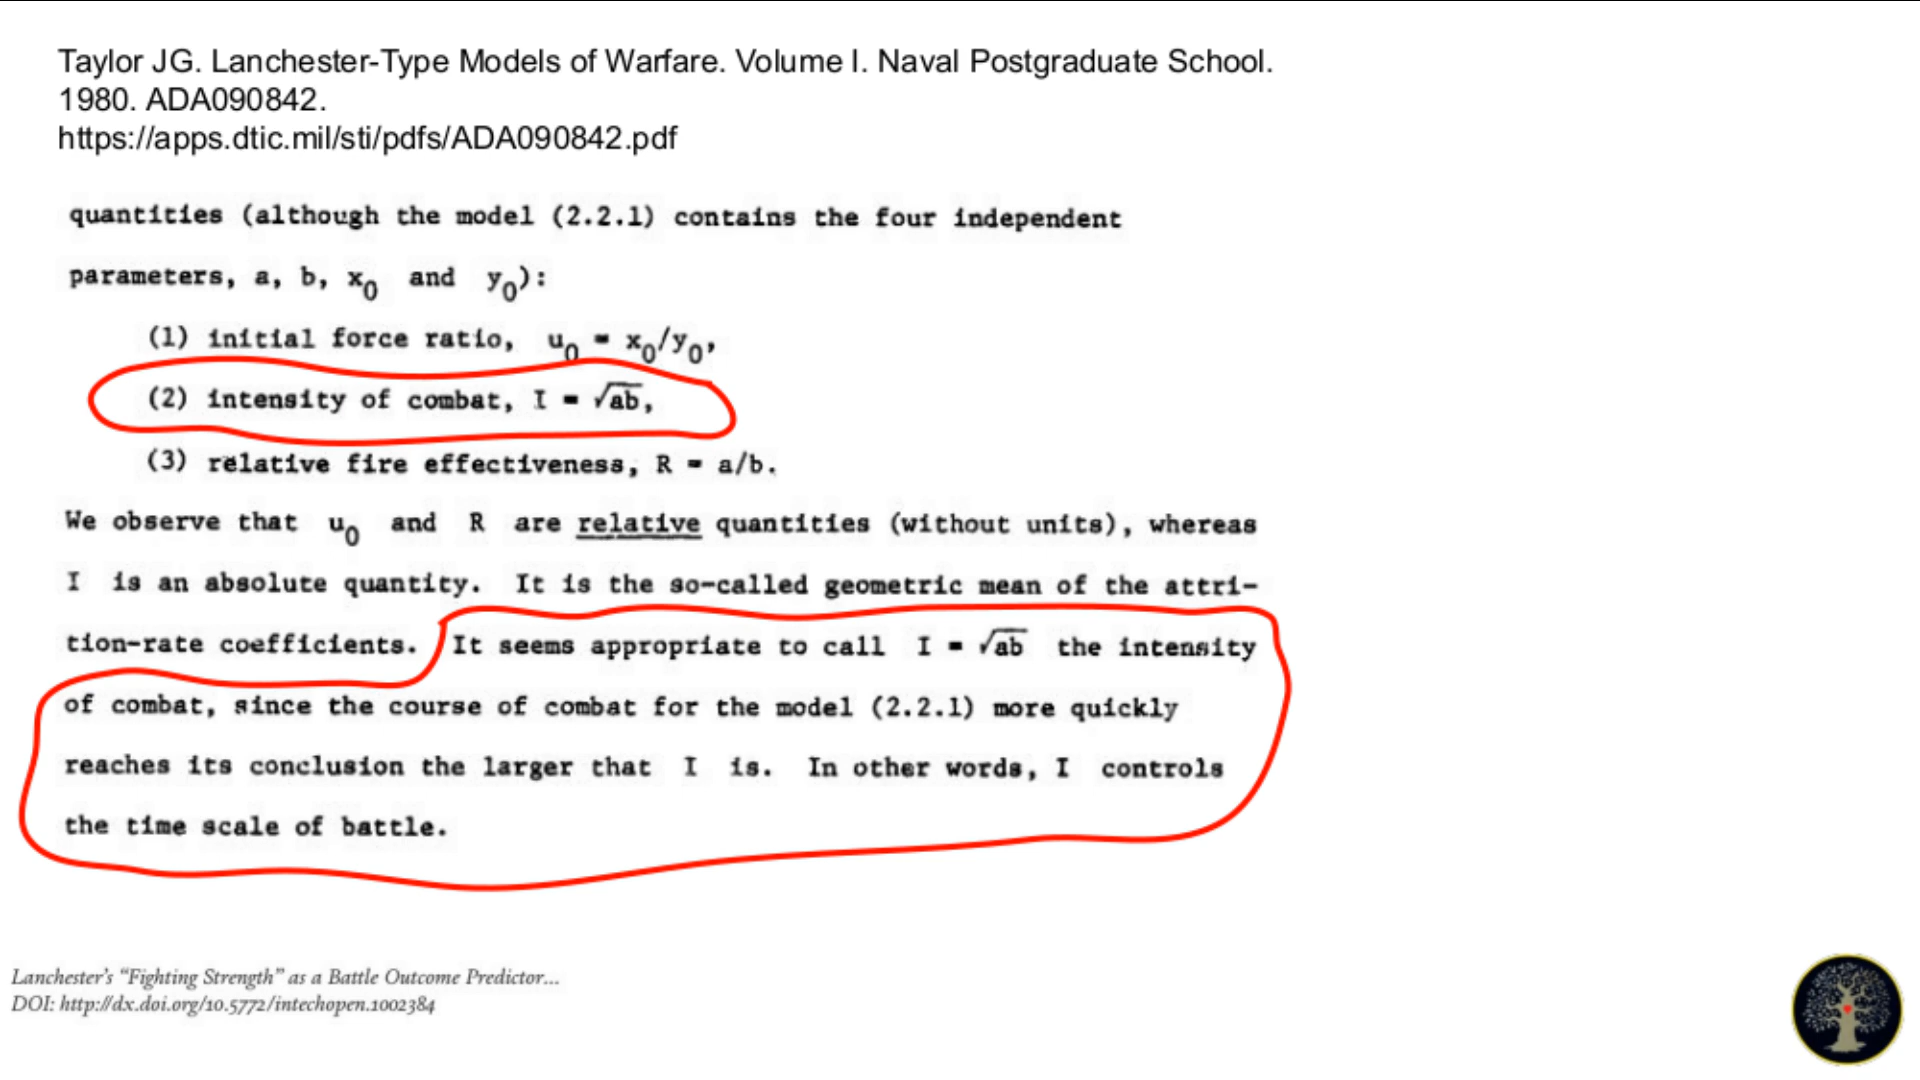 Taylor JG. Lanchester-Type Models of Warfare. Volume I. Naval Postgraduate School.
1980. ADA090842.
https://apps.dtic.mil/sti/pdfs/ADA090842.pdf
quantities (although the model (2.2.1) contains the four independent
parameters, a, b, x₀ and y₀):
(1) initial force ratio, u₀ = x₀/y₀,
(2) intensity of combat, I = √ab,
(3) relative fire effectiveness, R = a/b.
We observe that u₀ and R are relative quantities (without units), whereas
I is an absolute quantity. It is the so-called geometric mean of the attri-
tion-rate coefficients. It seems appropriate to call I = √ab the intensity
of combat, since the course of combat for the model (2.2.1) more quickly
reaches its conclusion the larger that I is. In other words, I controls
the time scale of battle.
Lanchester's “Fighting Strength” as a Battle Outcome Predictor...
DOI: http://dx.doi.org/10.5772/intechopen.1002384